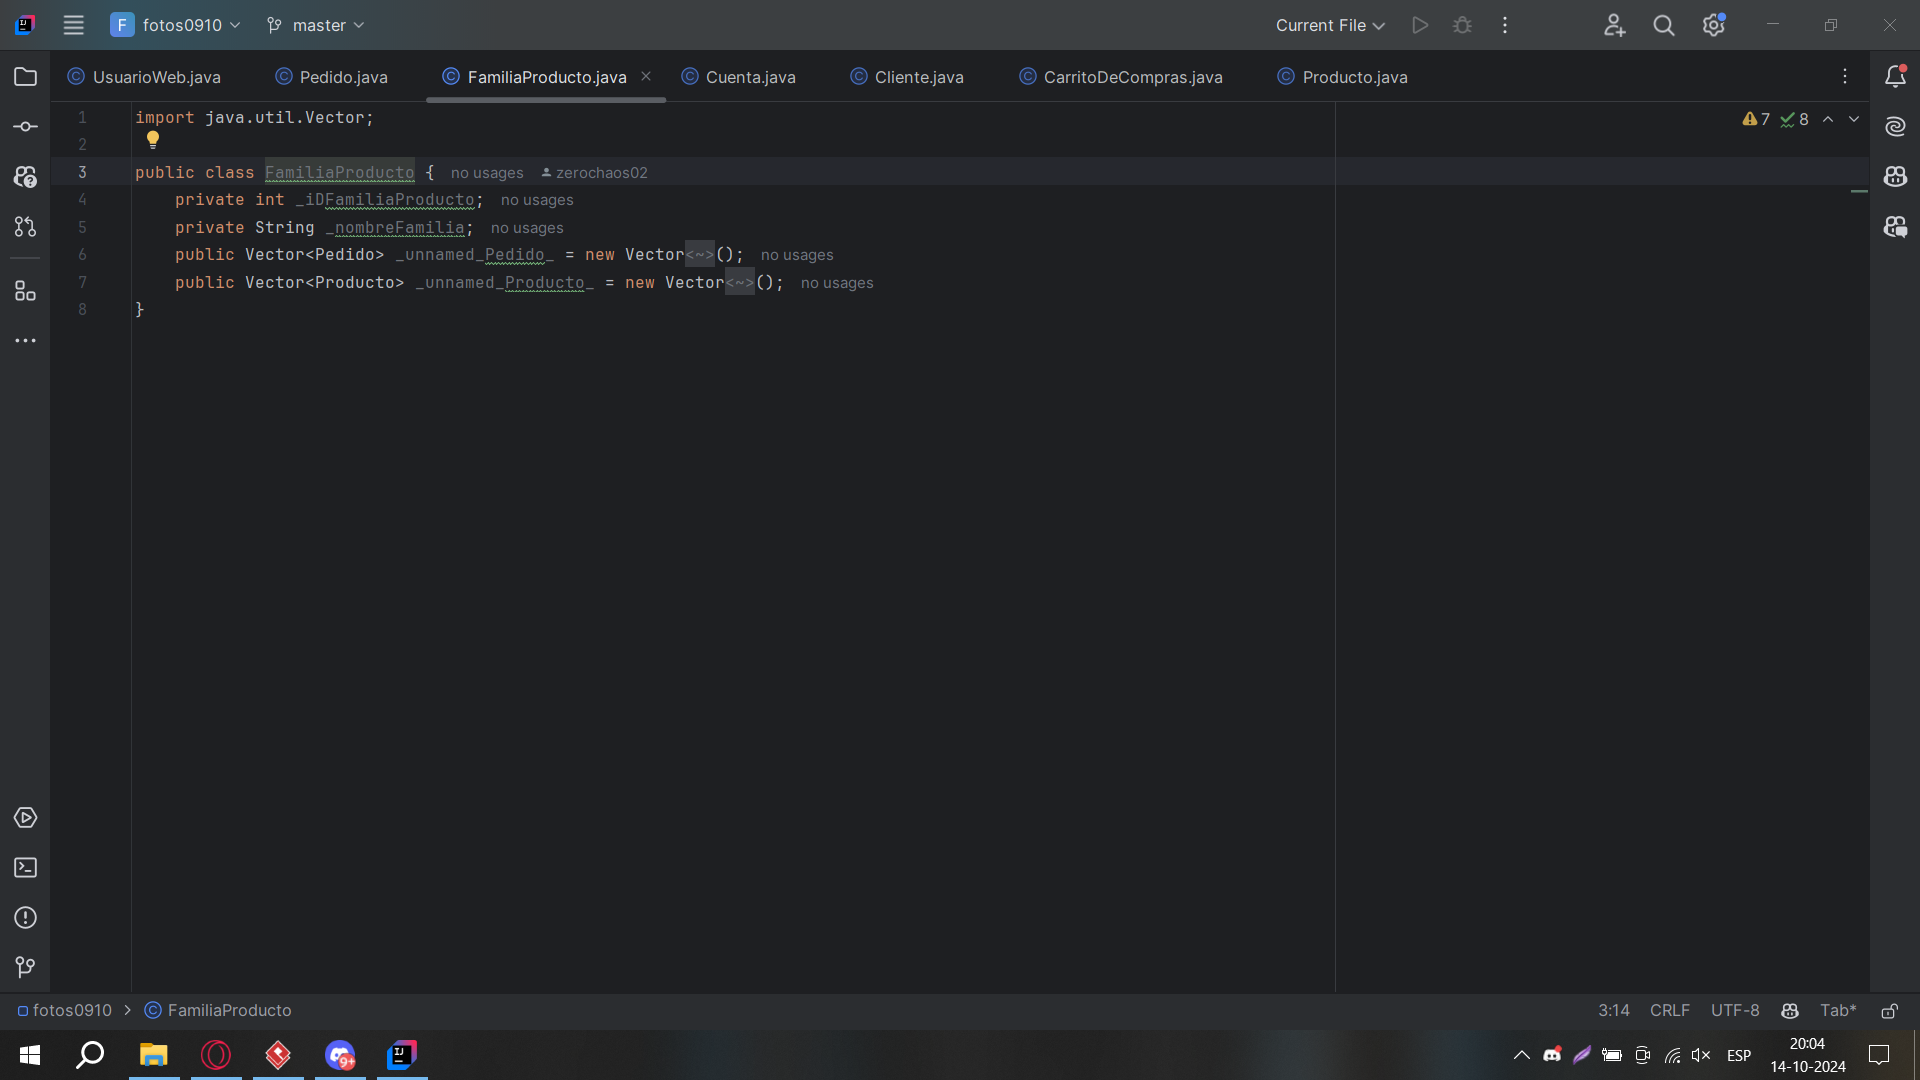 F fotos0910 master Current File
UsuarioWeb.java Pedido.java FamiliaProducto.java Cuenta.java Cliente.java CarritoDeCompras.java Producto.java
7 8
1 import java.util.Vector;
2
3 public class FamiliaProducto { no usages zerochaos02
4 private int _iDFamiliaProducto; no usages
5 private String _nombreFamilia; no usages
6 public Vector<Pedido> _unnamed_Pedido_ = new Vector<~>(); no usages
7 public Vector<Producto> _unnamed_Producto_ = new Vector<~>(); no usages
8 }
fotos0910 > FamiliaProducto 3:14 CRLF UTF-8 Tab*
9+ ESP 20:04
14-10-2024